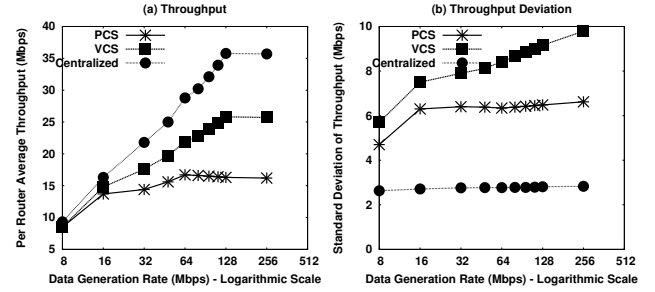 (a) Throughput
PCS
VCS
Centralized
Per Router Average Throughput (Mbps)
40
35
30
25
20
15
10
5
8 16 32 64 128 256 512
Data Generation Rate (Mbps) - Logarithmic Scale
(b) Throughput Deviation
PCS
VCS
Centralized
Standard Deviation of Throughput (Mbps)
10
8
6
4
2
0
8 16 32 64 128 256 512
Data Generation Rate (Mbps) - Logarithmic Scale